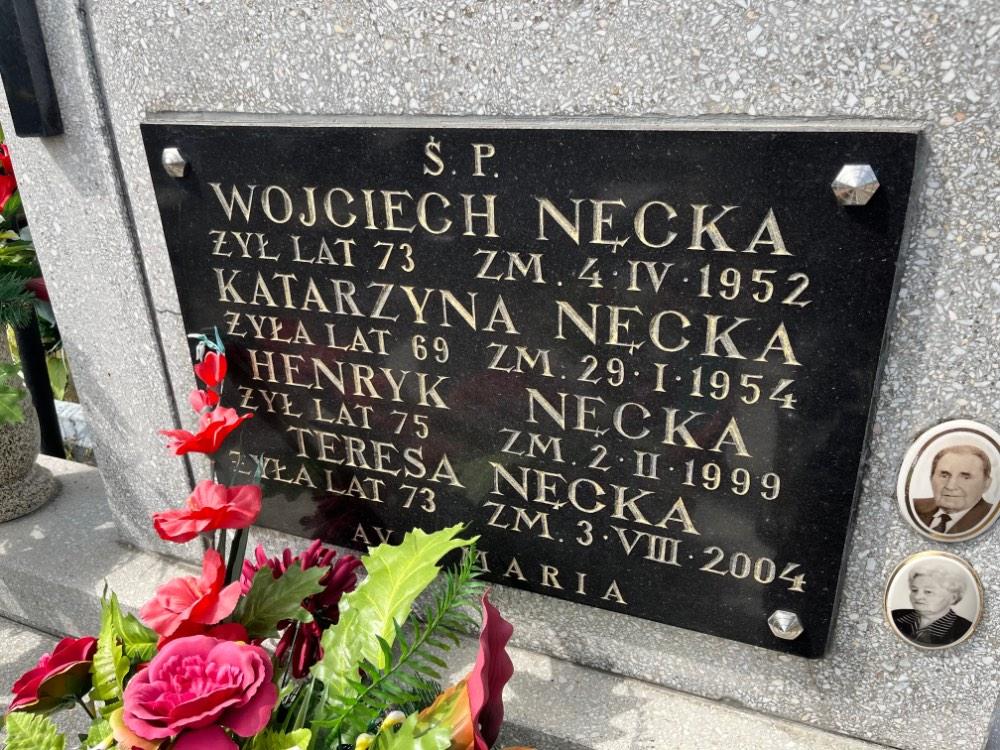 Ś. P.
WOJCIECH NĘCKA
ŻYŁ LAT 73 ZM. 4·IV·1952
KATARZYNA NĘCKA
ŻYŁA LAT 69 ZM. 29·I·1954
HENRYK NĘCKA
ŻYŁ LAT 75 ZM. 2·II·1999
TERESA NĘCKA
ŻYŁA LAT 73 ZM. 3·VIII·2004
MARIA